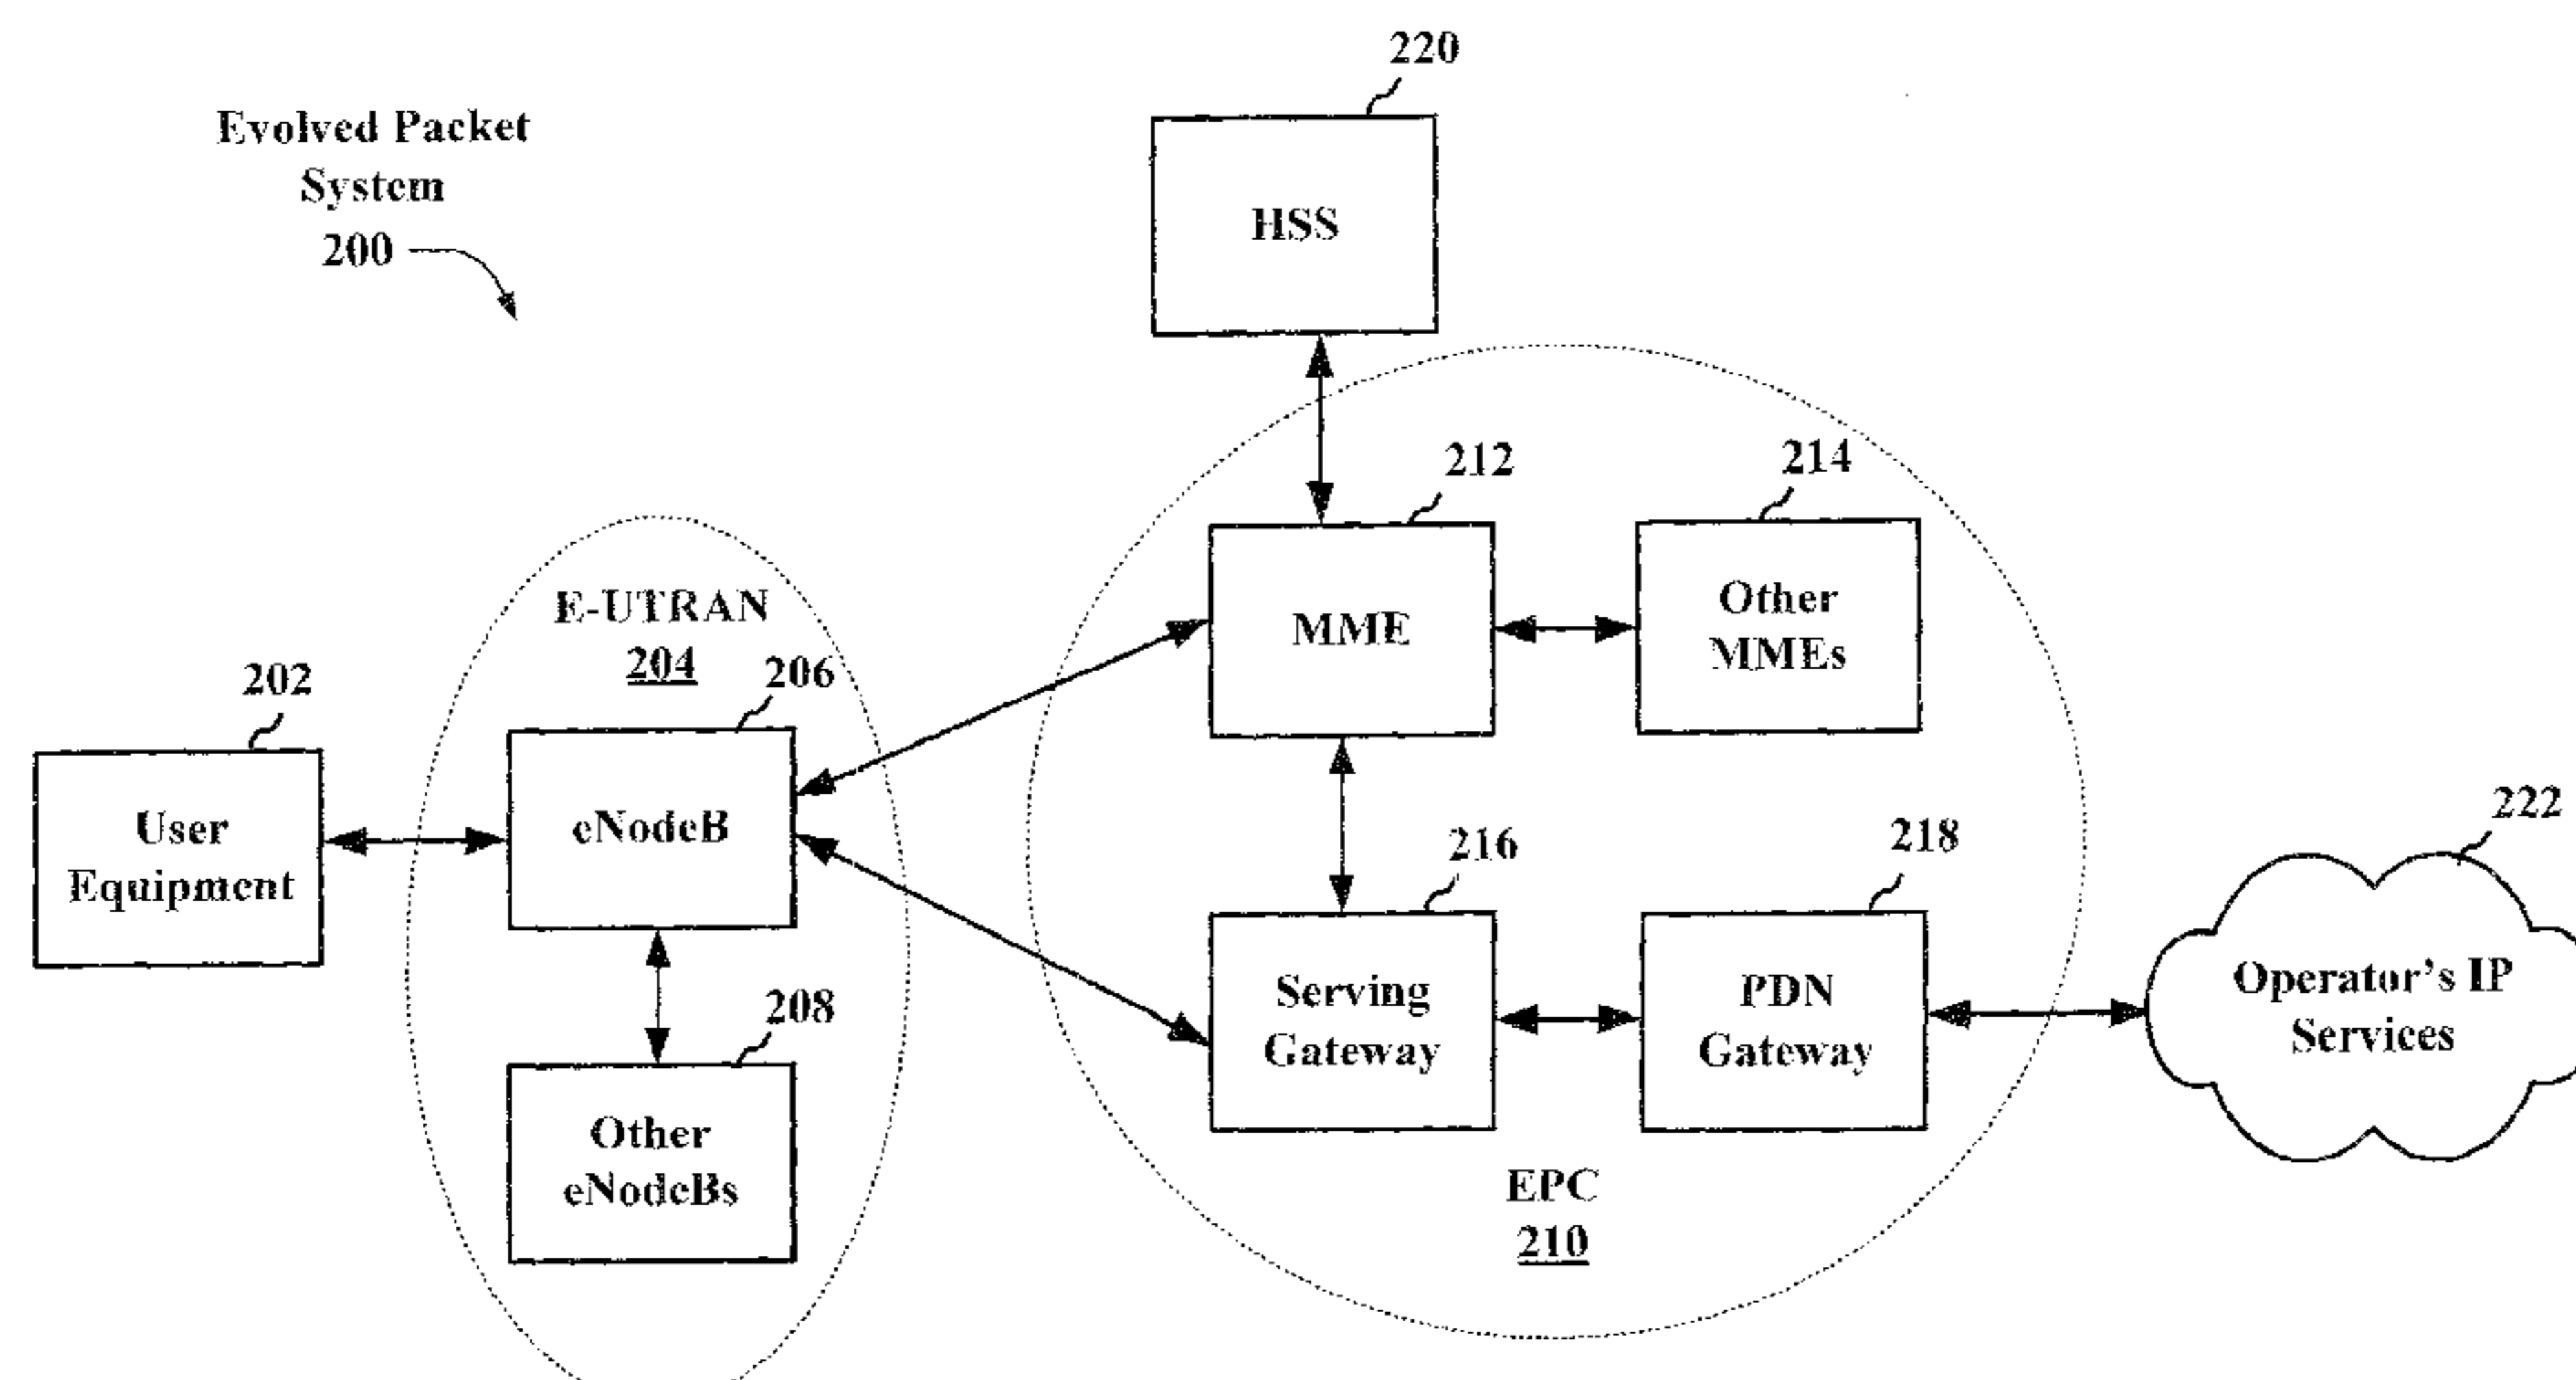 Evolved Packet
System
200
220
HSS
212
MME
214
Other
MMEs
E-UTRAN
204
206
eNodeB
202
User
Equipment
208
Other
eNodeBs
216
Serving
Gateway
218
PDN
Gateway
EPC
210
222
Operator's IP
Services